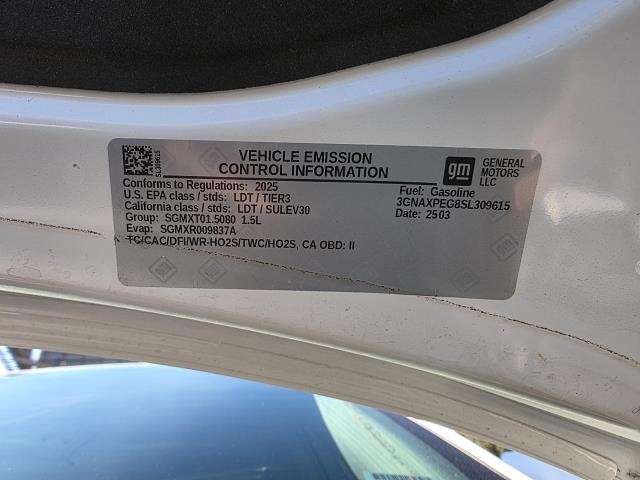 SL309615
VEHICLE EMISSION
CONTROL INFORMATION
gm
GENERAL
MOTORS
LLC
Conforms to Regulations: 2025
U.S. EPA class / stds: LDT / TIER3
California class / stds: LDT / SULEV30
Group: SGMXT01.5080 1.5L
Evap: SGMXR009837A
TC/CAC/DFI/WR-HO2S/TWC/HO2S, CA OBD: II
Fuel: Gasoline
3GNAXPEG8SL309615
Date: 2503